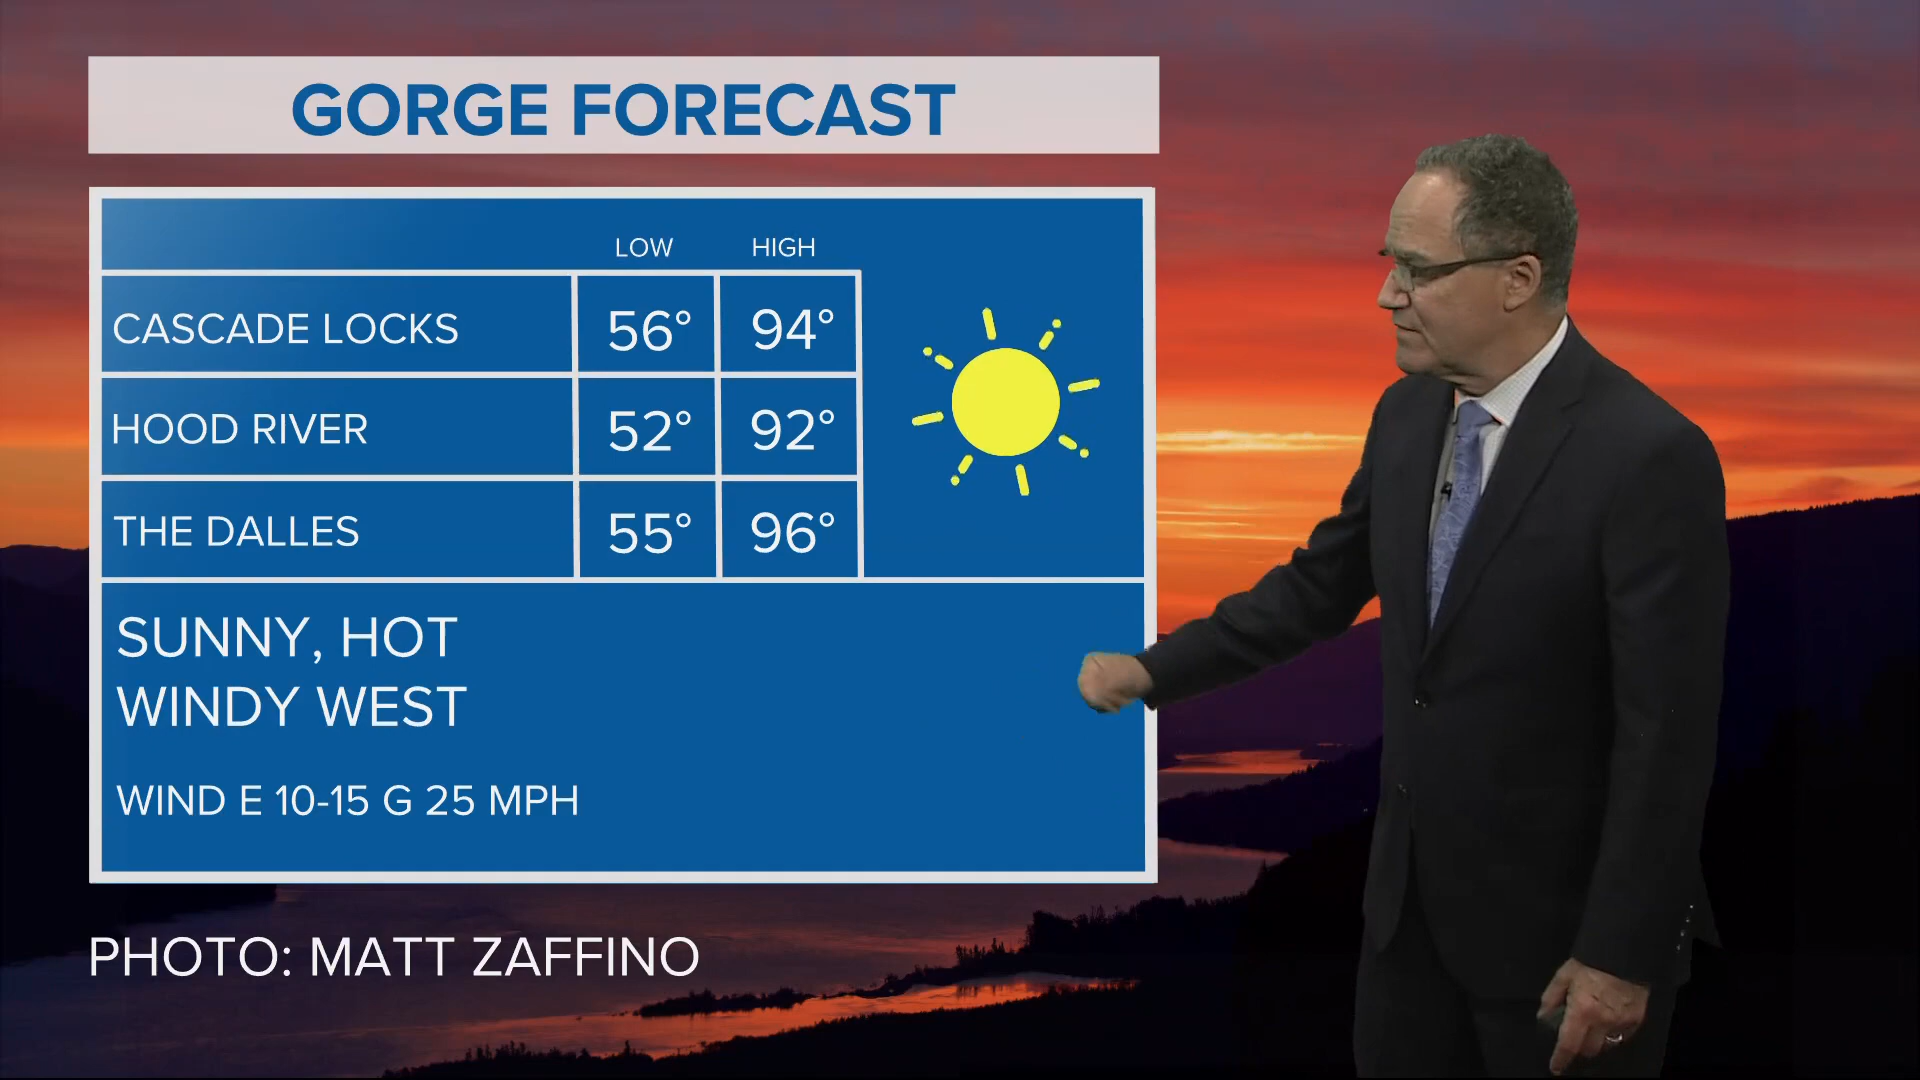 GORGE FORECAST
LOW HIGH
CASCADE LOCKS 56° 94°
HOOD RIVER 52° 92°
THE DALLES 55° 96°
SUNNY, HOT
WINDY WEST
WIND E 10-15 G 25 MPH
PHOTO: MATT ZAFFINO